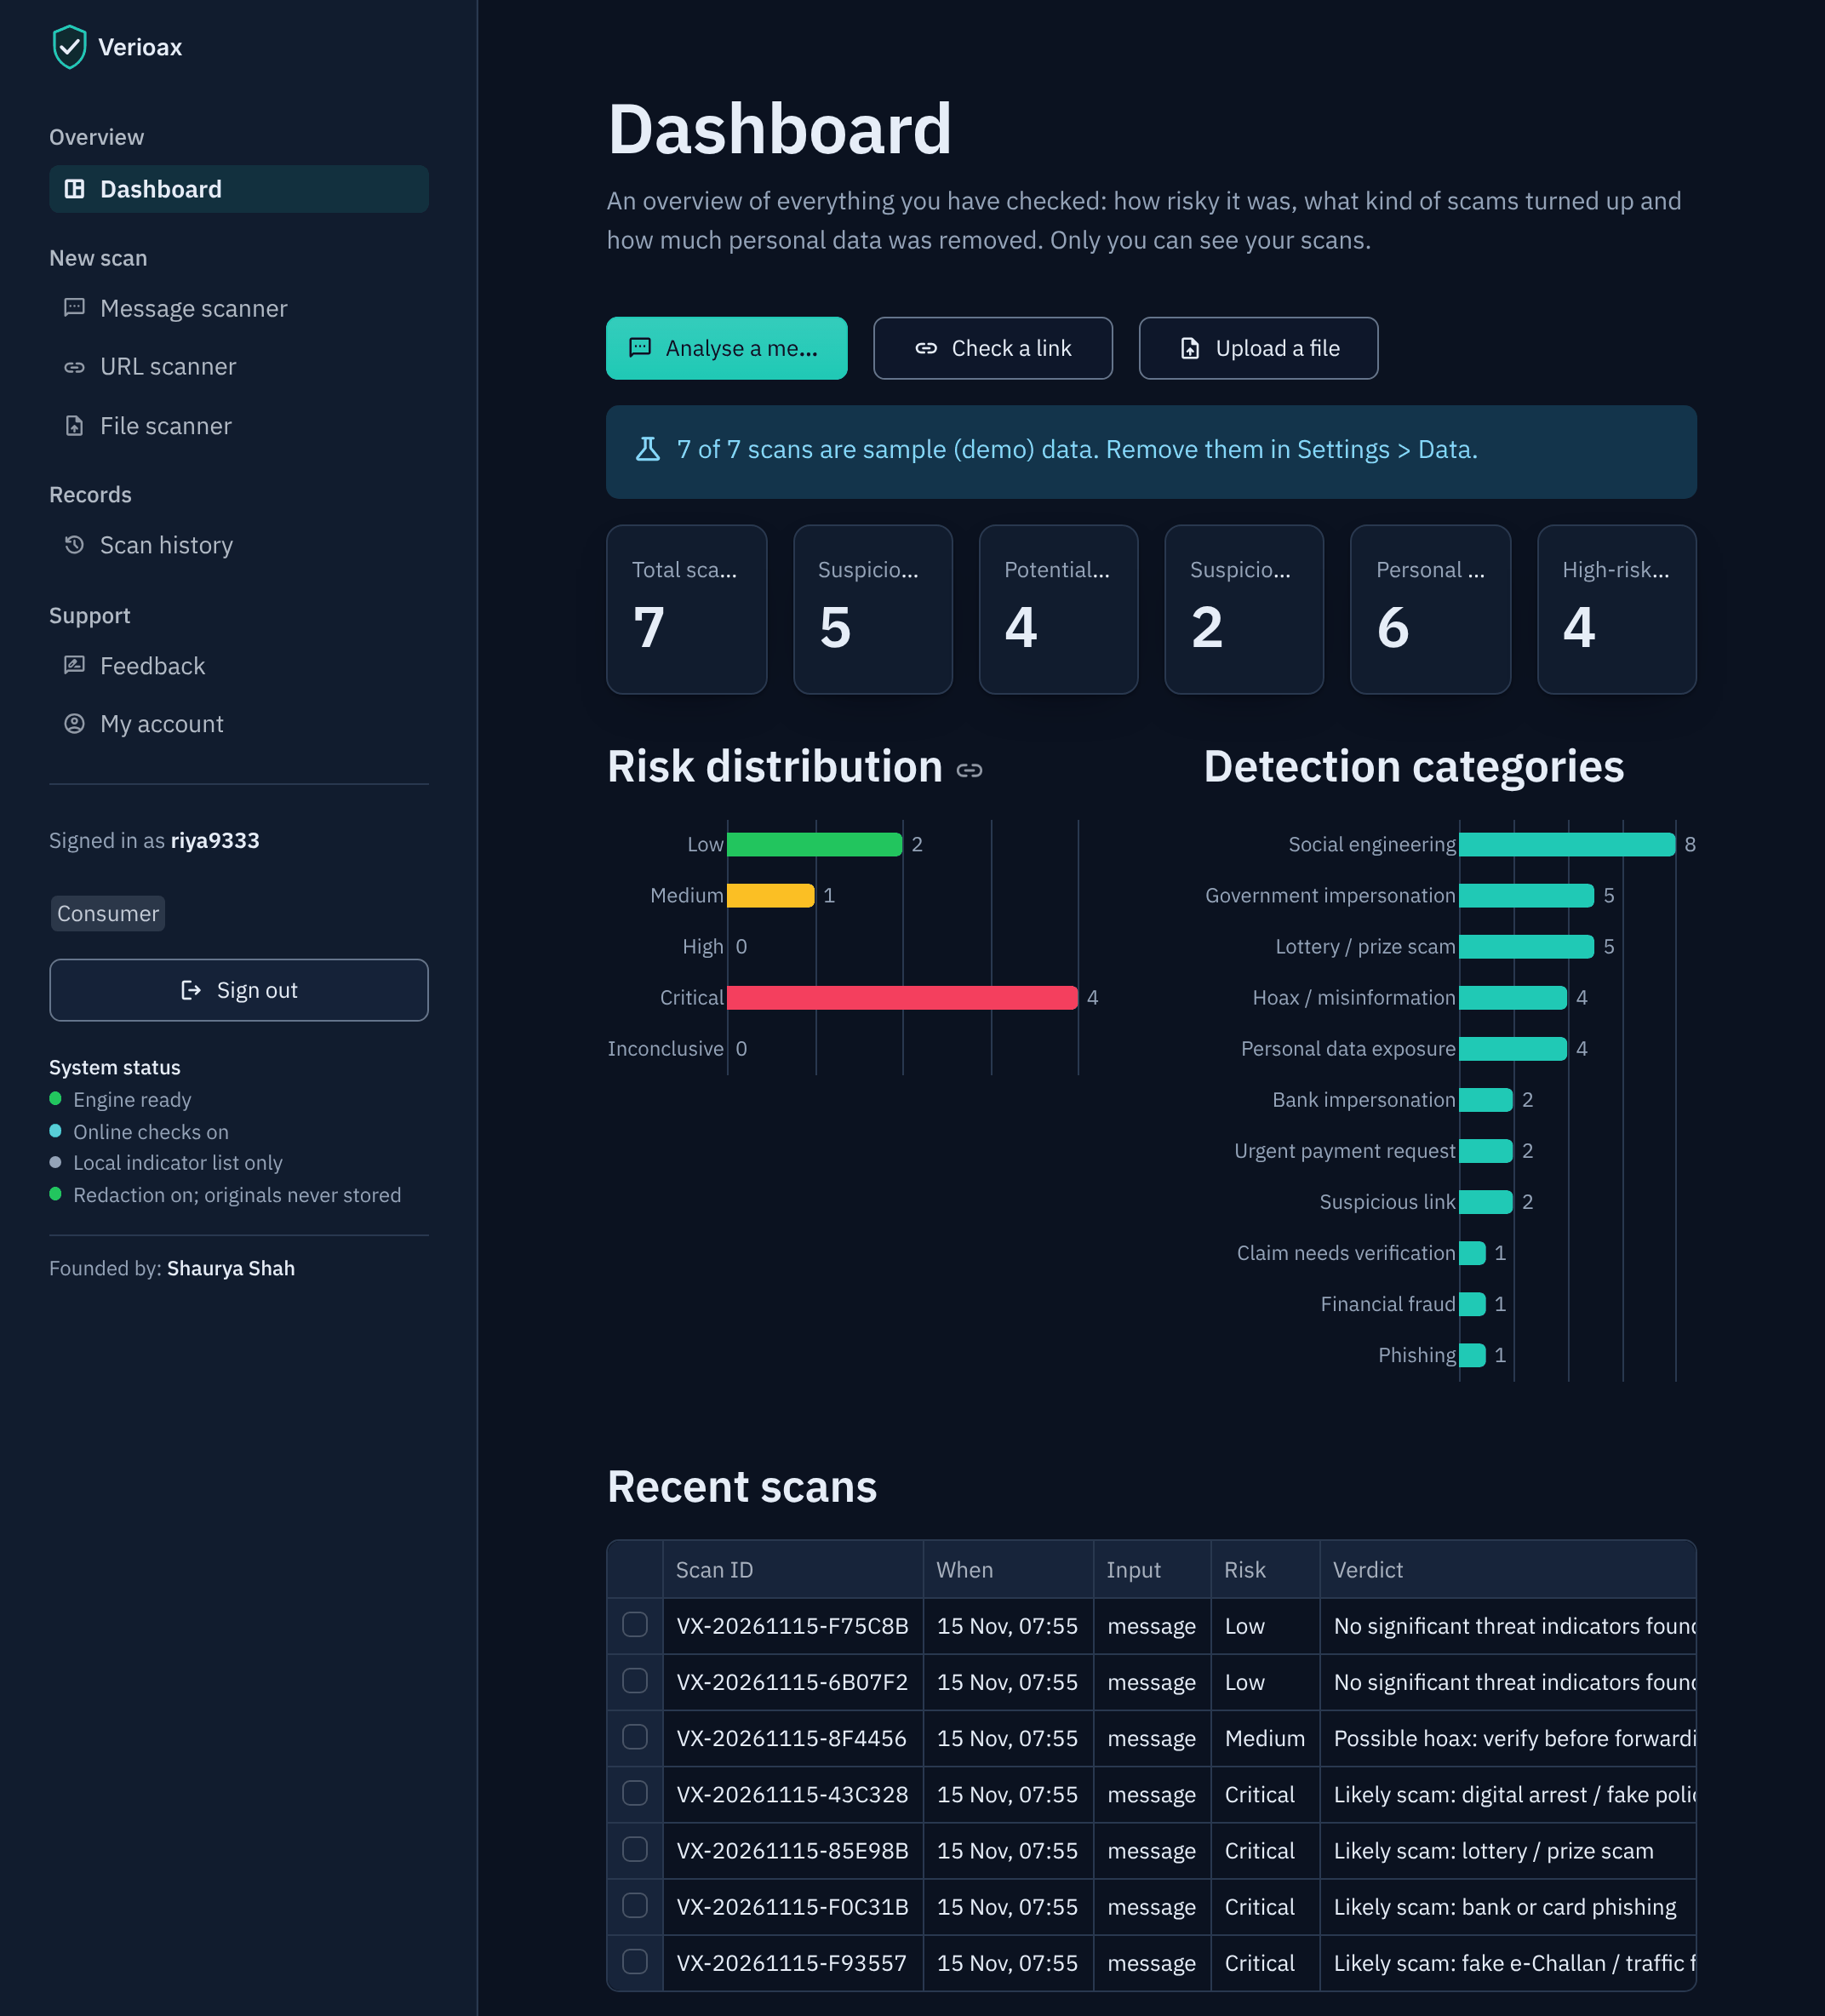 Verioax
Overview
Dashboard
New scan
Message scanner
URL scanner
File scanner
Records
Scan history
Support
Feedback
My account
Signed in as riya9333
Consumer
Sign out
System status
Engine ready
Online checks on
Local indicator list only
Redaction on; originals never stored
Founded by: Shaurya Shah
Dashboard
An overview of everything you have checked: how risky it was, what kind of scams turned up and
how much personal data was removed. Only you can see your scans.
Analyse a me...
Check a link
Upload a file
7 of 7 scans are sample (demo) data. Remove them in Settings > Data.
Total sca... Suspicio... Potential... Suspicio... Personal ... High-risk...
7 5 4 2 6 4
Risk distribution
Low 2
Medium 1
High 0
Critical 4
Inconclusive 0
Detection categories
Social engineering 8
Government impersonation 5
Lottery / prize scam 5
Hoax / misinformation 4
Personal data exposure 4
Bank impersonation 2
Urgent payment request 2
Suspicious link 2
Claim needs verification 1
Financial fraud 1
Phishing 1
Recent scans
Scan ID When Input Risk Verdict
VX-20261115-F75C8B 15 Nov, 07:55 message Low No significant threat indicators found
VX-20261115-6B07F2 15 Nov, 07:55 message Low No significant threat indicators found
VX-20261115-8F4456 15 Nov, 07:55 message Medium Possible hoax: verify before forwardi
VX-20261115-43C328 15 Nov, 07:55 message Critical Likely scam: digital arrest / fake polic
VX-20261115-85E98B 15 Nov, 07:55 message Critical Likely scam: lottery / prize scam
VX-20261115-F0C31B 15 Nov, 07:55 message Critical Likely scam: bank or card phishing
VX-20261115-F93557 15 Nov, 07:55 message Critical Likely scam: fake e-Challan / traffic f